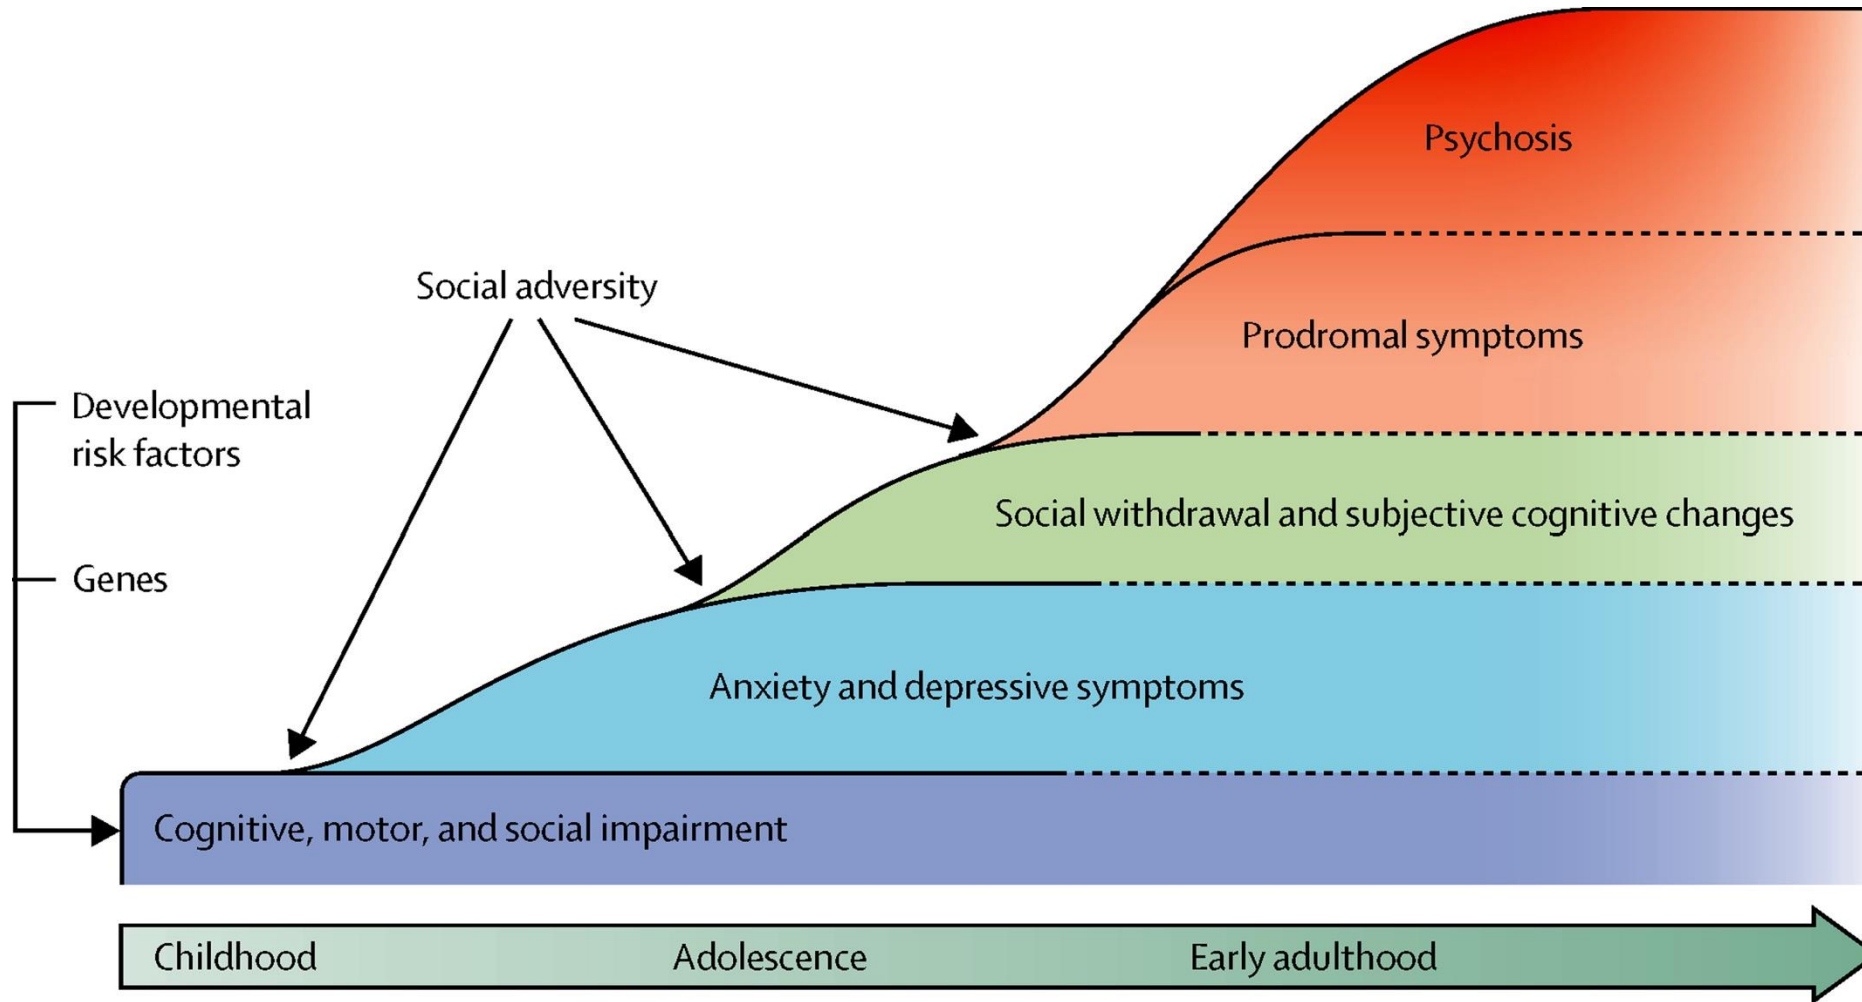 Psychosis
Social adversity
Prodromal symptoms
Developmental
risk factors
Social withdrawal and subjective cognitive changes
Genes
Anxiety and depressive symptoms
Cognitive, motor, and social impairment
Childhood
Adolescence
Early adulthood